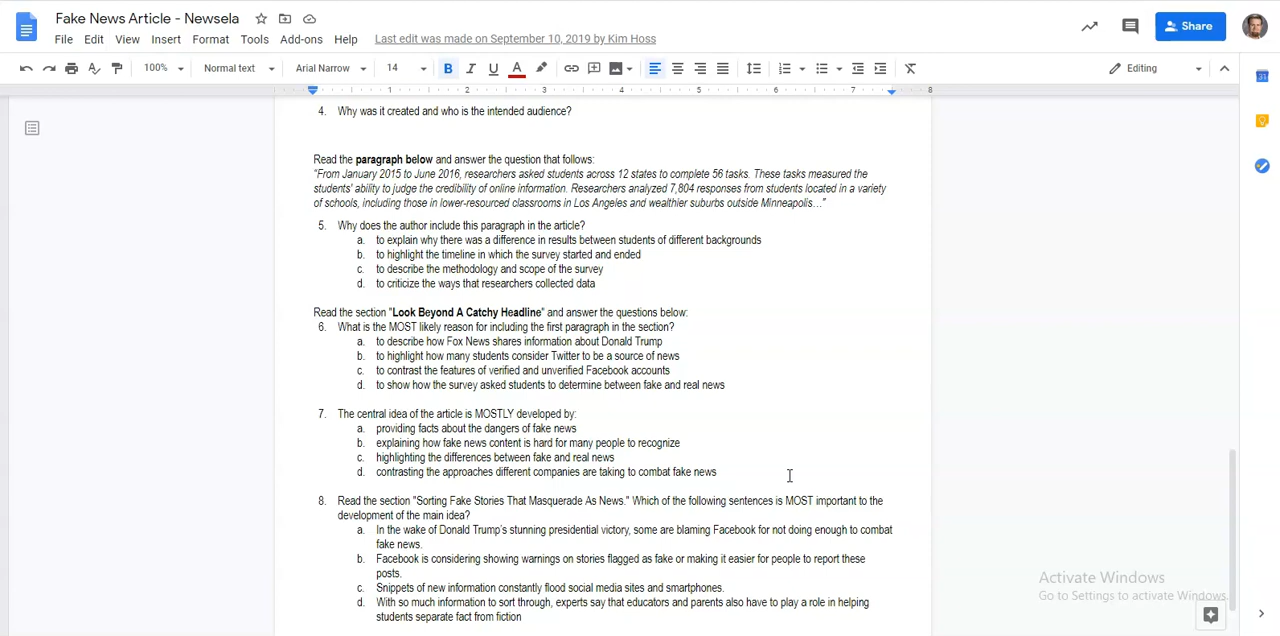 Fake News Article - Newsela
File Edit View Insert Format Tools Add-ons Help Last edit was made on September 10, 2019 by Kim Hoss
Share
100% Normal text Arial Narrow 14 B I U A Editing
1 2 3 4 5 6 7 8
31
4. Why was it created and who is the intended audience?
Read the paragraph below and answer the question that follows:
"From January 2015 to June 2016, researchers asked students across 12 states to complete 56 tasks. These tasks measured the
students' ability to judge the credibility of online information. Researchers analyzed 7,804 responses from students located in a variety
of schools, including those in lower-resourced classrooms in Los Angeles and wealthier suburbs outside Minneapolis…"
5. Why does the author include this paragraph in the article?
a. to explain why there was a difference in results between students of different backgrounds
b. to highlight the timeline in which the survey started and ended
c. to describe the methodology and scope of the survey
d. to criticize the ways that researchers collected data
Read the section "Look Beyond A Catchy Headline" and answer the questions below:
6. What is the MOST likely reason for including the first paragraph in the section?
a. to describe how Fox News shares information about Donald Trump
b. to highlight how many students consider Twitter to be a source of news
c. to contrast the features of verified and unverified Facebook accounts
d. to show how the survey asked students to determine between fake and real news
7. The central idea of the article is MOSTLY developed by:
a. providing facts about the dangers of fake news
b. explaining how fake news content is hard for many people to recognize
c. highlighting the differences between fake and real news
d. contrasting the approaches different companies are taking to combat fake news
8. Read the section "Sorting Fake Stories That Masquerade As News." Which of the following sentences is MOST important to the
development of the main idea?
a. In the wake of Donald Trump's stunning presidential victory, some are blaming Facebook for not doing enough to combat
fake news.
b. Facebook is considering showing warnings on stories flagged as fake or making it easier for people to report these
posts.
c. Snippets of new information constantly flood social media sites and smartphones.
d. With so much information to sort through, experts say that educators and parents also have to play a role in helping
students separate fact from fiction
Activate Windows
Go to Settings to activate Windows.